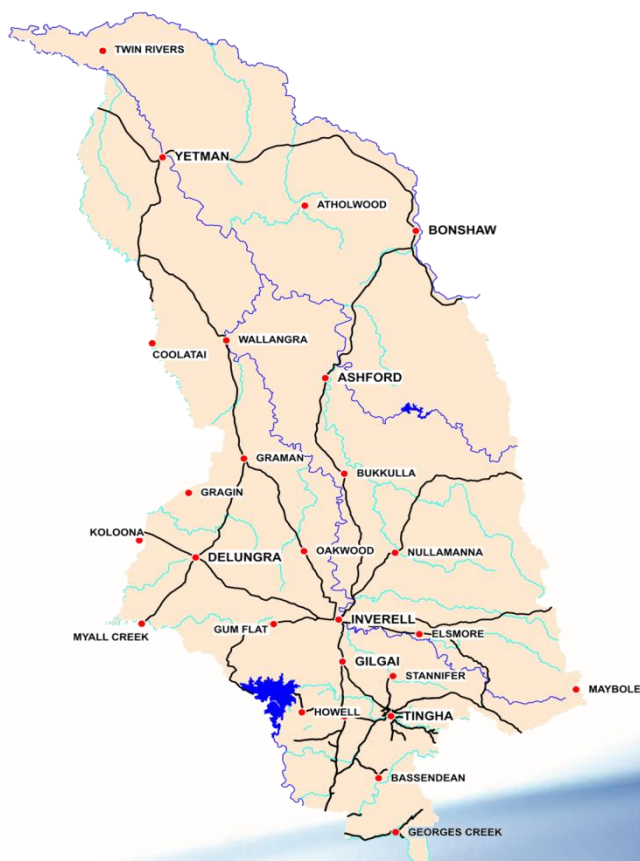 TWIN RIVERS
YETMAN
ATHOLWOOD
BONSHAW
WALLANGRA
COOLATAI
ASHFORD
GRAMAN
BUKKULLA
GRAGIN
KOLOONA
OAKWOOD
NULLAMANNA
DELUNGRA
INVERELL
GUM FLAT
ELSMORE
MYALL CREEK
GILGAI
STANNIFER
MAYBOLE
HOWELL
TINGHA
BASSENDEAN
GEORGES CREEK